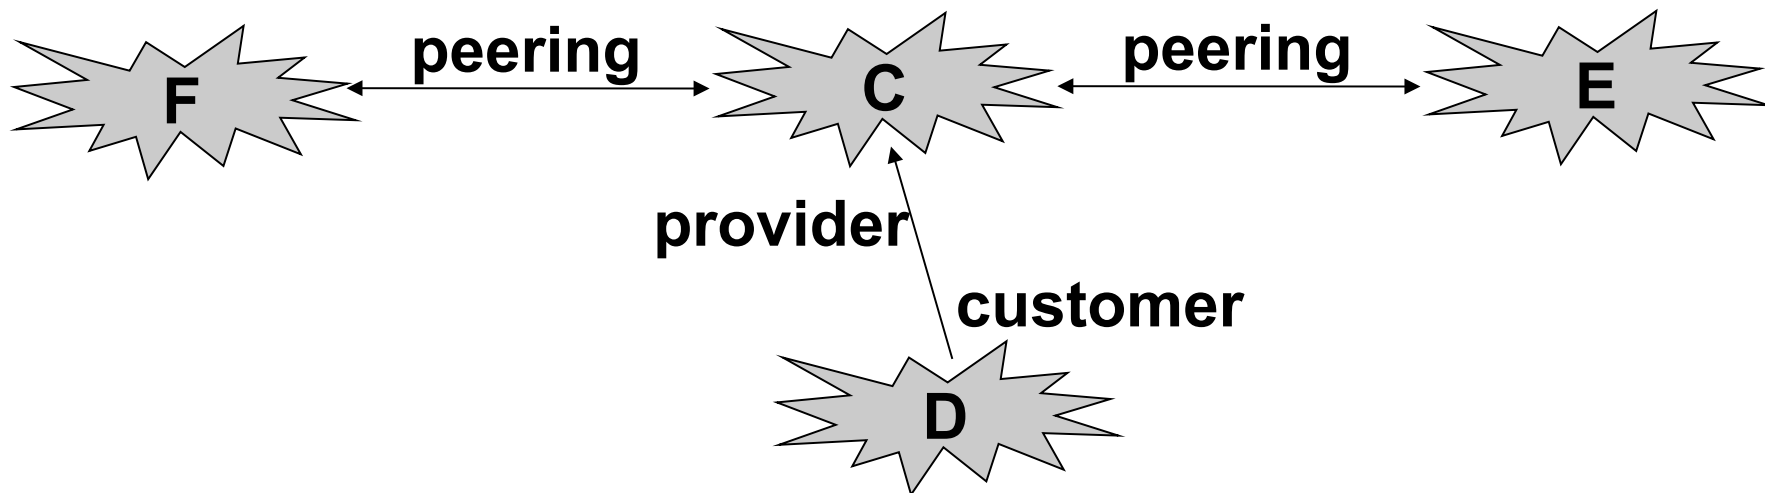 peering
peering
F
C
E
provider
customer
D